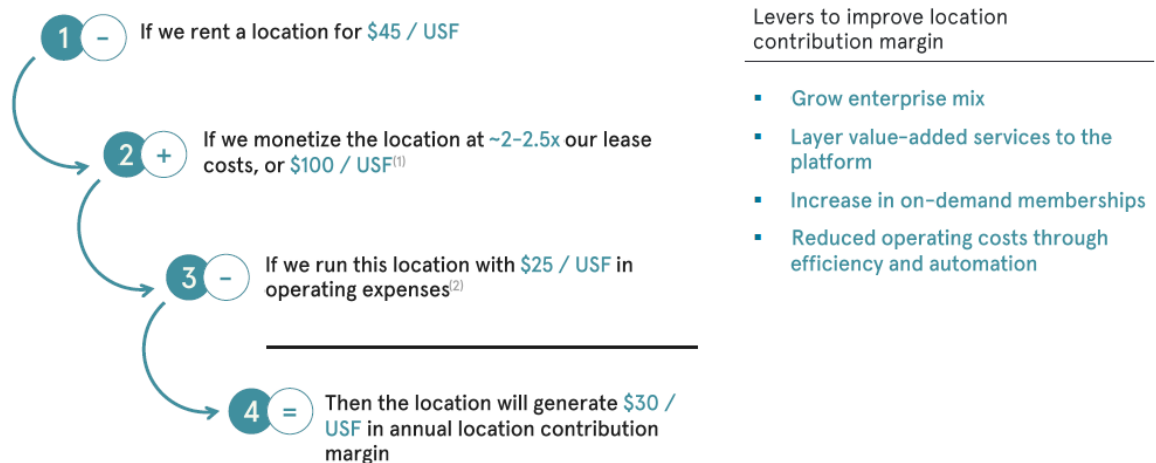 1 - If we rent a location for $45 / USF
2 + If we monetize the location at ~2-2.5x our lease
costs, or $100 / USF(1)
3 - If we run this location with $25 / USF in
operating expenses(2)
4 = Then the location will generate $30 /
USF in annual location contribution
margin
Levers to improve location
contribution margin
▪ Grow enterprise mix
▪ Layer value-added services to the
platform
▪ Increase in on-demand memberships
▪ Reduced operating costs through
efficiency and automation